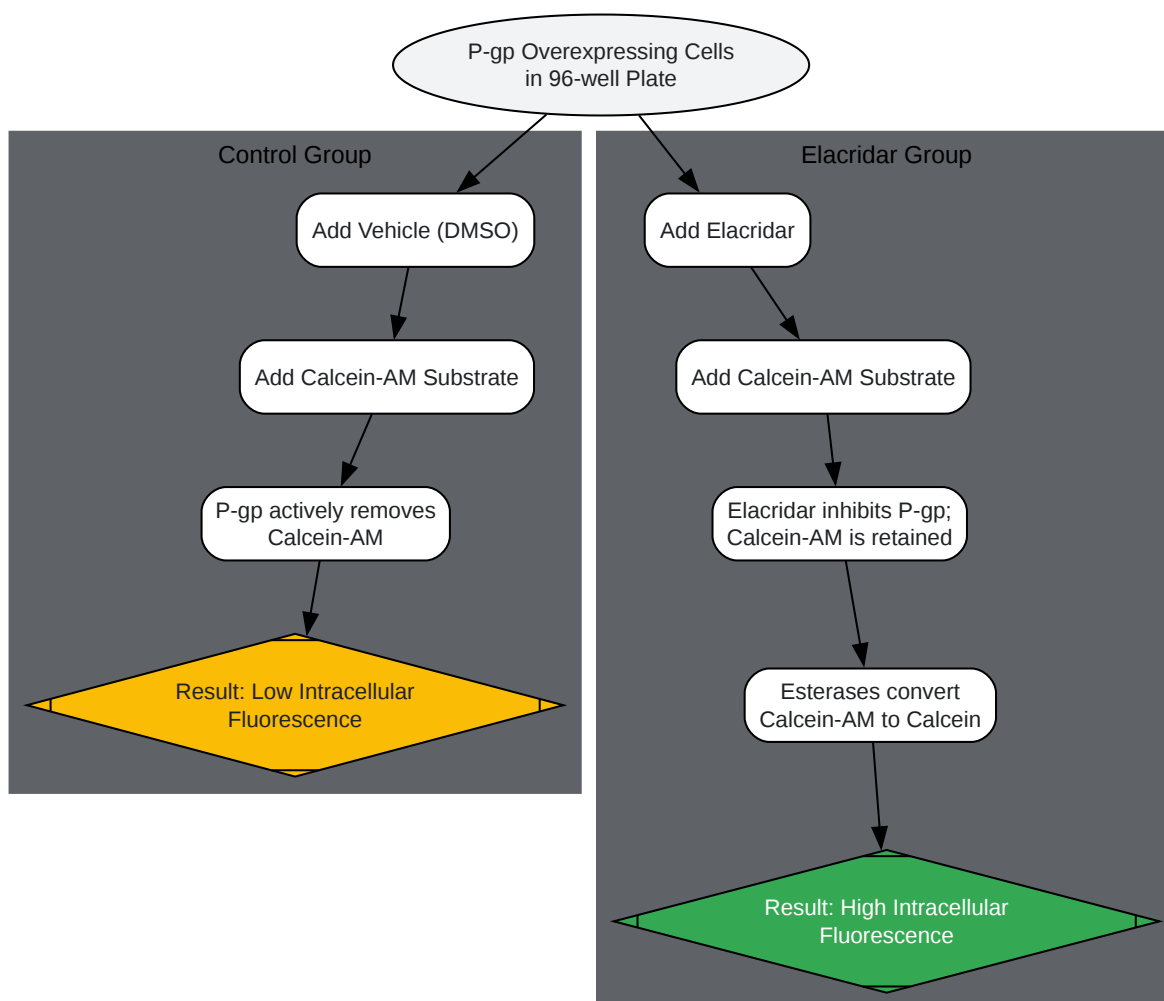 P-gp Overexpressing Cells
in 96-well Plate
Control Group
Add Vehicle (DMSO)
Add Calcein-AM Substrate
P-gp actively removes
Calcein-AM
Result: Low Intracellular
Fluorescence
Elacridar Group
Add Elacridar
Add Calcein-AM Substrate
Elacridar inhibits P-gp;
Calcein-AM is retained
Esterases convert
Calcein-AM to Calcein
Result: High Intracellular
Fluorescence